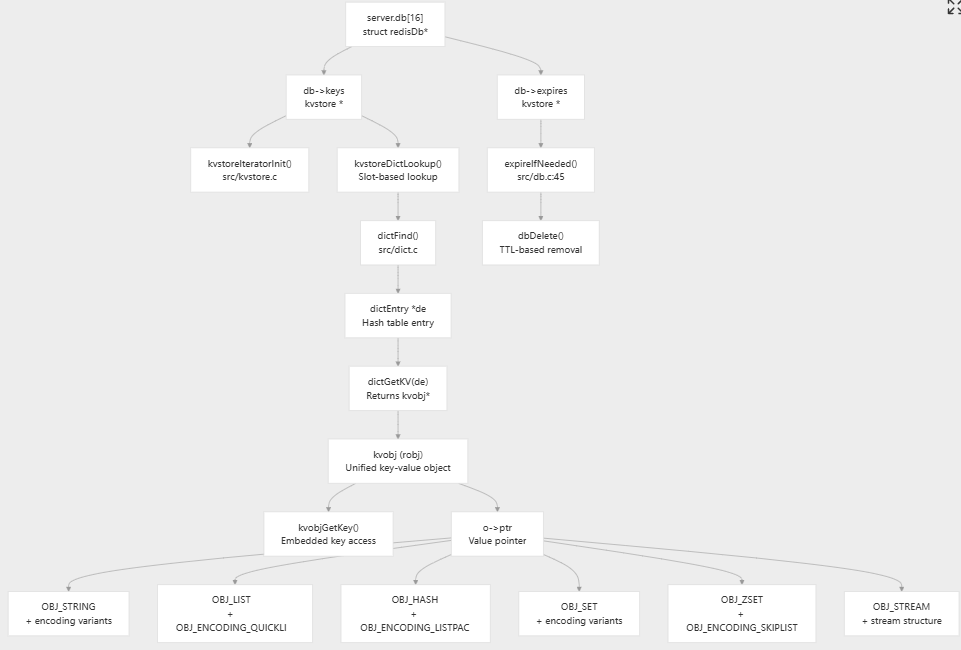 server.db[16]
struct redisDb*
db->keys
kvstore *
db->expires
kvstore *
kvstoreIteratorInit()
src/kvstore.c
kvstoreDictLookup()
Slot-based lookup
expireIfNeeded()
src/db.c:45
dictFind()
src/dict.c
dbDelete()
TTL-based removal
dictEntry *de
Hash table entry
dictGetKV(de)
Returns kvobj*
kvobj (robj)
Unified key-value object
kvobjGetKey()
Embedded key access
o->ptr
Value pointer
OBJ_STRING
+ encoding variants
OBJ_LIST
+
OBJ_ENCODING_QUICKLI
OBJ_HASH
+
OBJ_ENCODING_LISTPAC
OBJ_SET
+ encoding variants
OBJ_ZSET
+
OBJ_ENCODING_SKIPLIST
OBJ_STREAM
+ stream structure